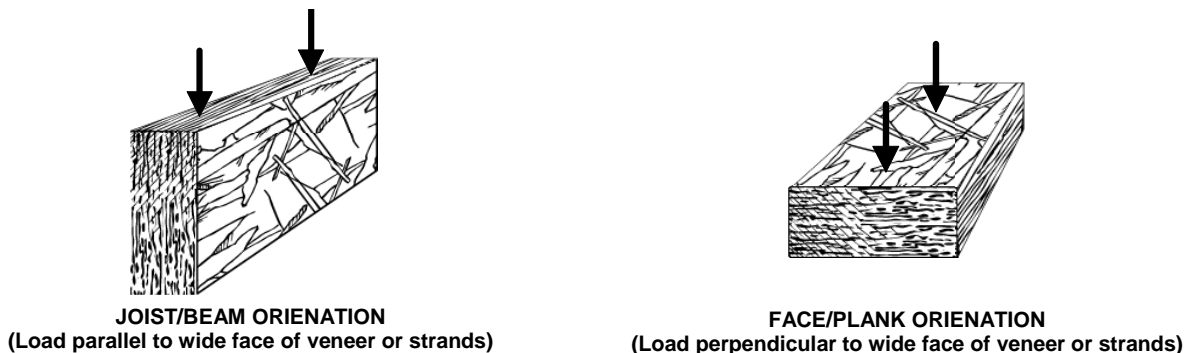 JOIST/BEAM ORIENATION
(Load parallel to wide face of veneer or strands)
FACE/PLANK ORIENATION
(Load perpendicular to wide face of veneer or strands)